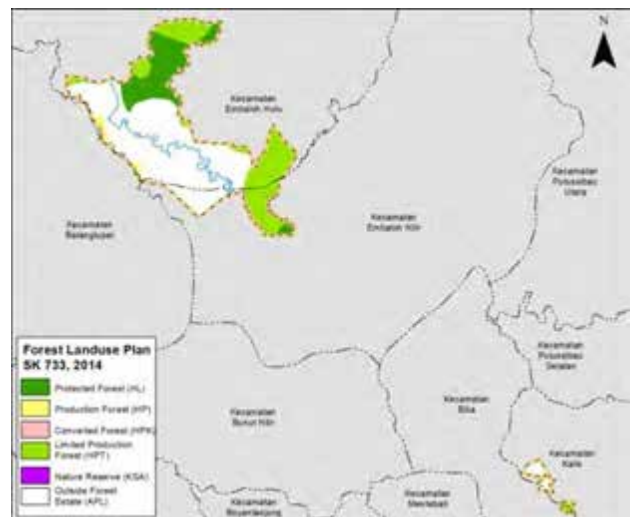 N
Kecamatan
Embaloh Hulu
Kecamatan
Putussibau
Utara
Kecamatan
Batanglupar
Kecamatan
Embaloh Hilir
Kecamatan
Putussibau
Selatan
Kecamatan
Bunut Hilir
Kecamatan
Bika
Kecamatan
Kalis
Kecamatan
Kecamatan
Mentebah
Forest Landuse Plan
SK 733, 2014
Protected Forest (HL)
Production Forest (HP)
Converted Forest (HPK)
Limited Production
Forest (HPT)
Nature Reserve (KSA)
Outside Forest
Estate (APL)